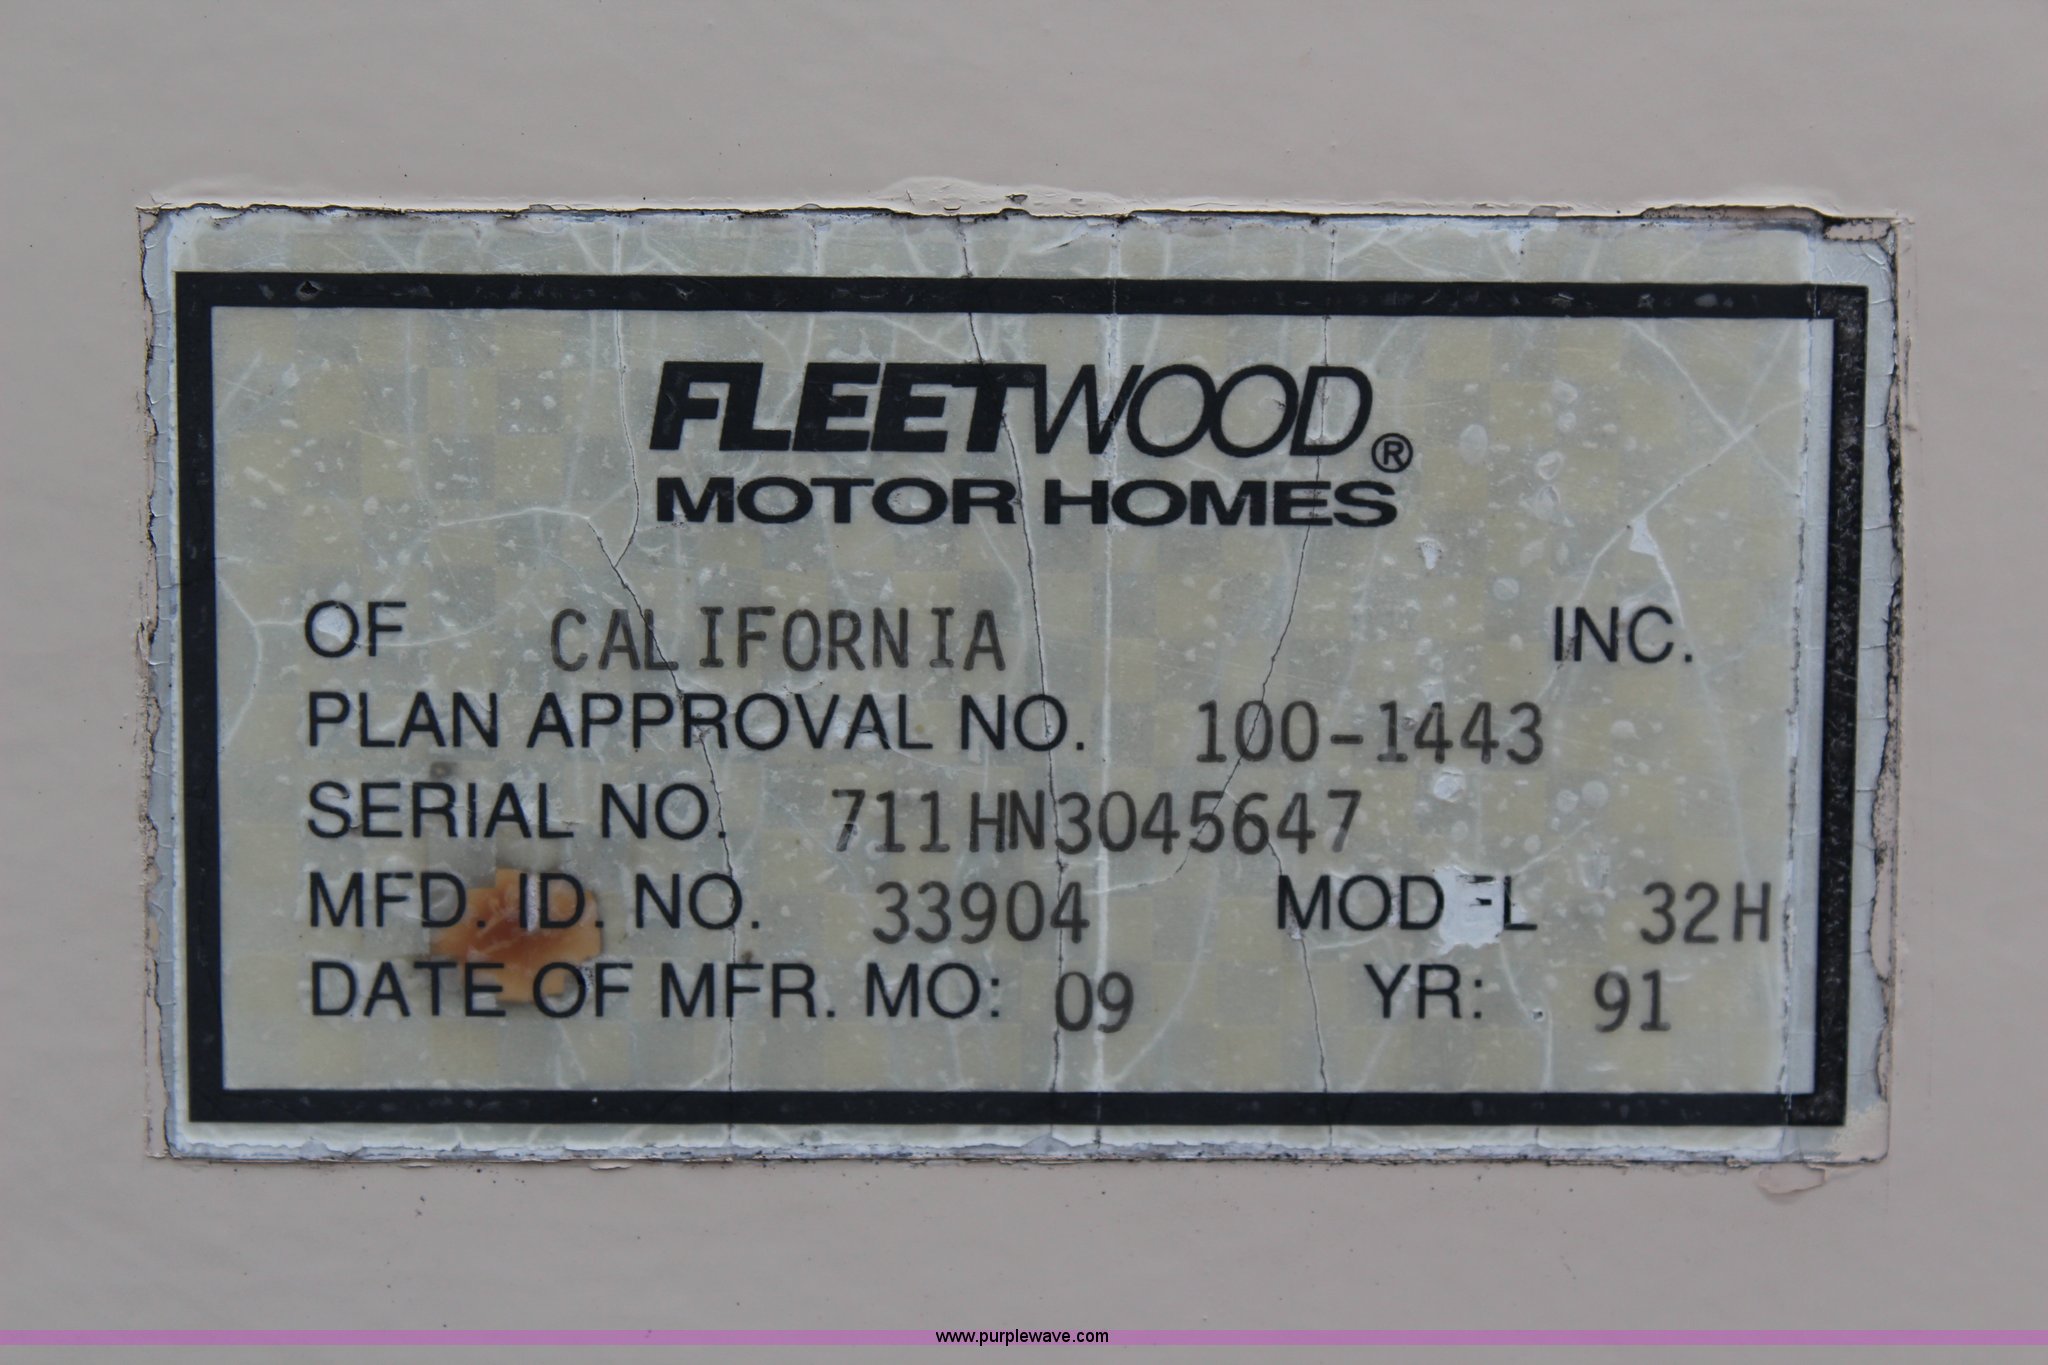 FLEETWOOD®
MOTOR HOMES
OF CALIFORNIA INC.
PLAN APPROVAL NO. 100-1443
SERIAL NO. 711HN3045647
MFD. ID. NO. 33904 MODEL 32H
DATE OF MFR. MO: 09 YR: 91
www.purplewave.com